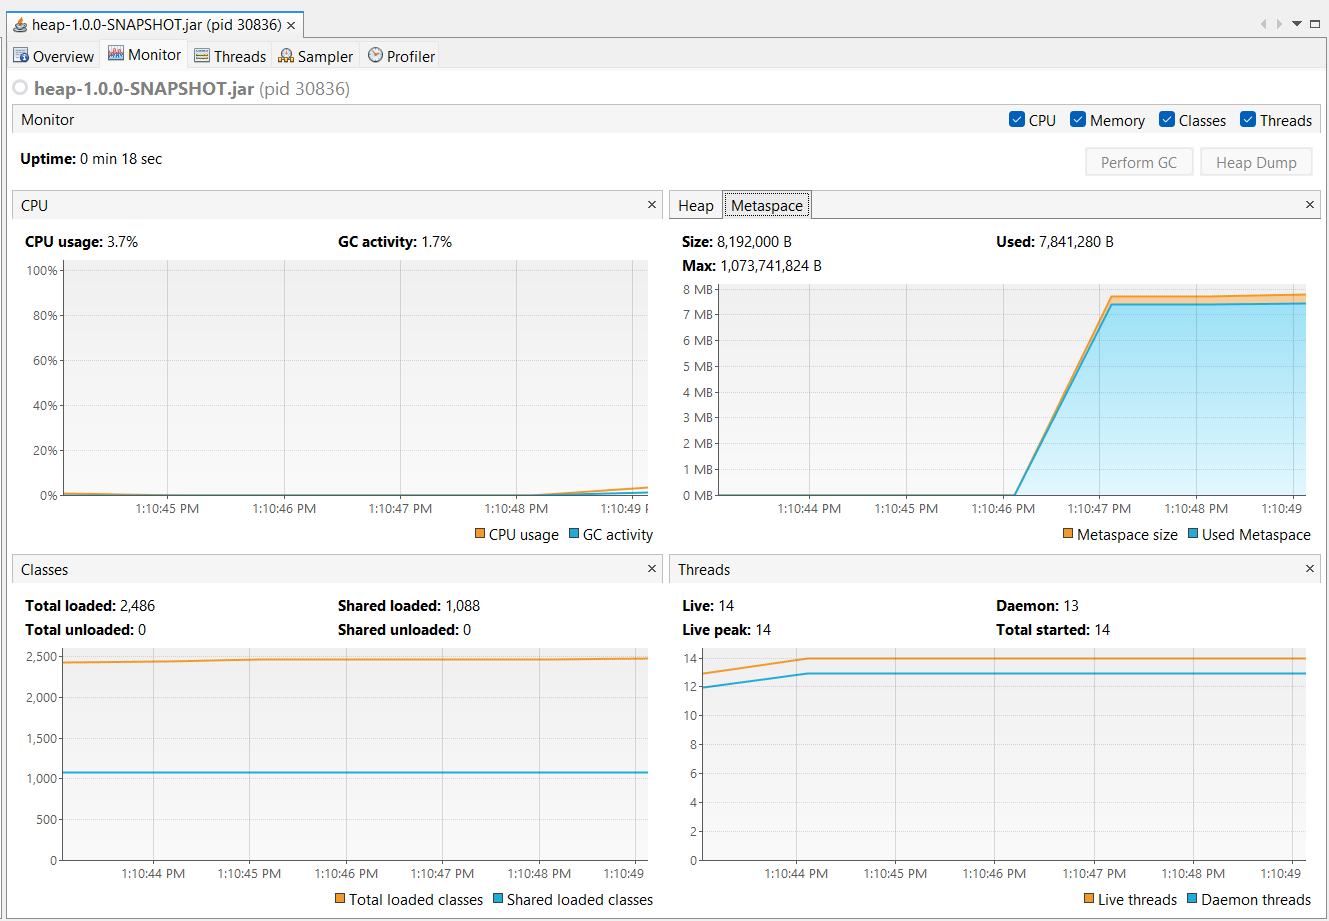 heap-1.0.0-SNAPSHOT.jar (pid 30836)
Overview Monitor Threads Sampler Profiler
heap-1.0.0-SNAPSHOT.jar (pid 30836)
Monitor CPU Memory Classes Threads
Uptime: 0 min 18 sec
Perform GC Heap Dump
CPU
CPU usage: 3.7% GC activity: 1.7%
100%
80%
60%
40%
20%
0%
1:10:45 PM 1:10:46 PM 1:10:47 PM 1:10:48 PM 1:10:49 P
CPU usage GC activity
Heap Metaspace
Size: 8,192,000 B Used: 7,841,280 B
Max: 1,073,741,824 B
8 MB
7 MB
6 MB
5 MB
4 MB
3 MB
2 MB
1 MB
0 MB
1:10:44 PM 1:10:45 PM 1:10:46 PM 1:10:47 PM 1:10:48 PM 1:10:49
Metaspace size Used Metaspace
Classes
Total loaded: 2,486 Shared loaded: 1,088
Total unloaded: 0 Shared unloaded: 0
2,500
2,000
1,500
1,000
500
0
1:10:44 PM 1:10:45 PM 1:10:46 PM 1:10:47 PM 1:10:48 PM 1:10:49
Total loaded classes Shared loaded classes
Threads
Live: 14 Daemon: 13
Live peak: 14 Total started: 14
14
12
10
8
6
4
2
0
1:10:44 PM 1:10:45 PM 1:10:46 PM 1:10:47 PM 1:10:48 PM 1:10:49
Live threads Daemon threads